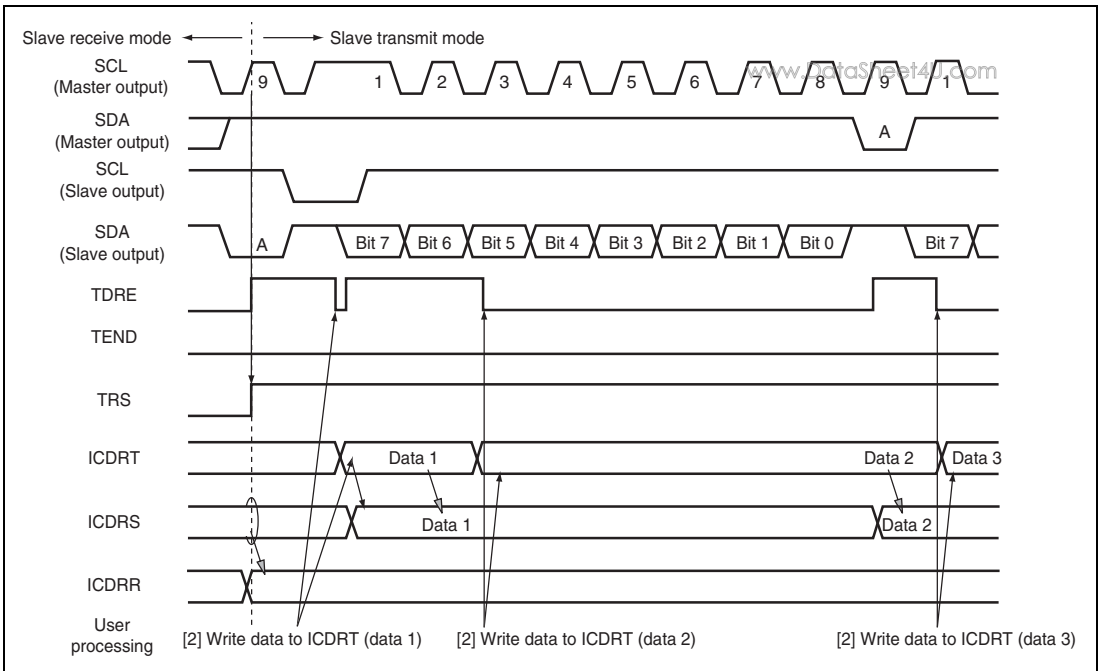 Slave receive mode Slave transmit mode
SCL
(Master output)
9 1 2 3 4 5 6 7 8 9 1
www.DataSheet4U.com
SDA
(Master output)
A
SCL
(Slave output)
SDA
(Slave output)
A Bit 7 Bit 6 Bit 5 Bit 4 Bit 3 Bit 2 Bit 1 Bit 0 Bit 7
TDRE
TEND
TRS
ICDRT
Data 1 Data 2 Data 3
ICDRS
Data 1 Data 2
ICDRR
User
processing
[2] Write data to ICDRT (data 1) [2] Write data to ICDRT (data 2) [2] Write data to ICDRT (data 3)